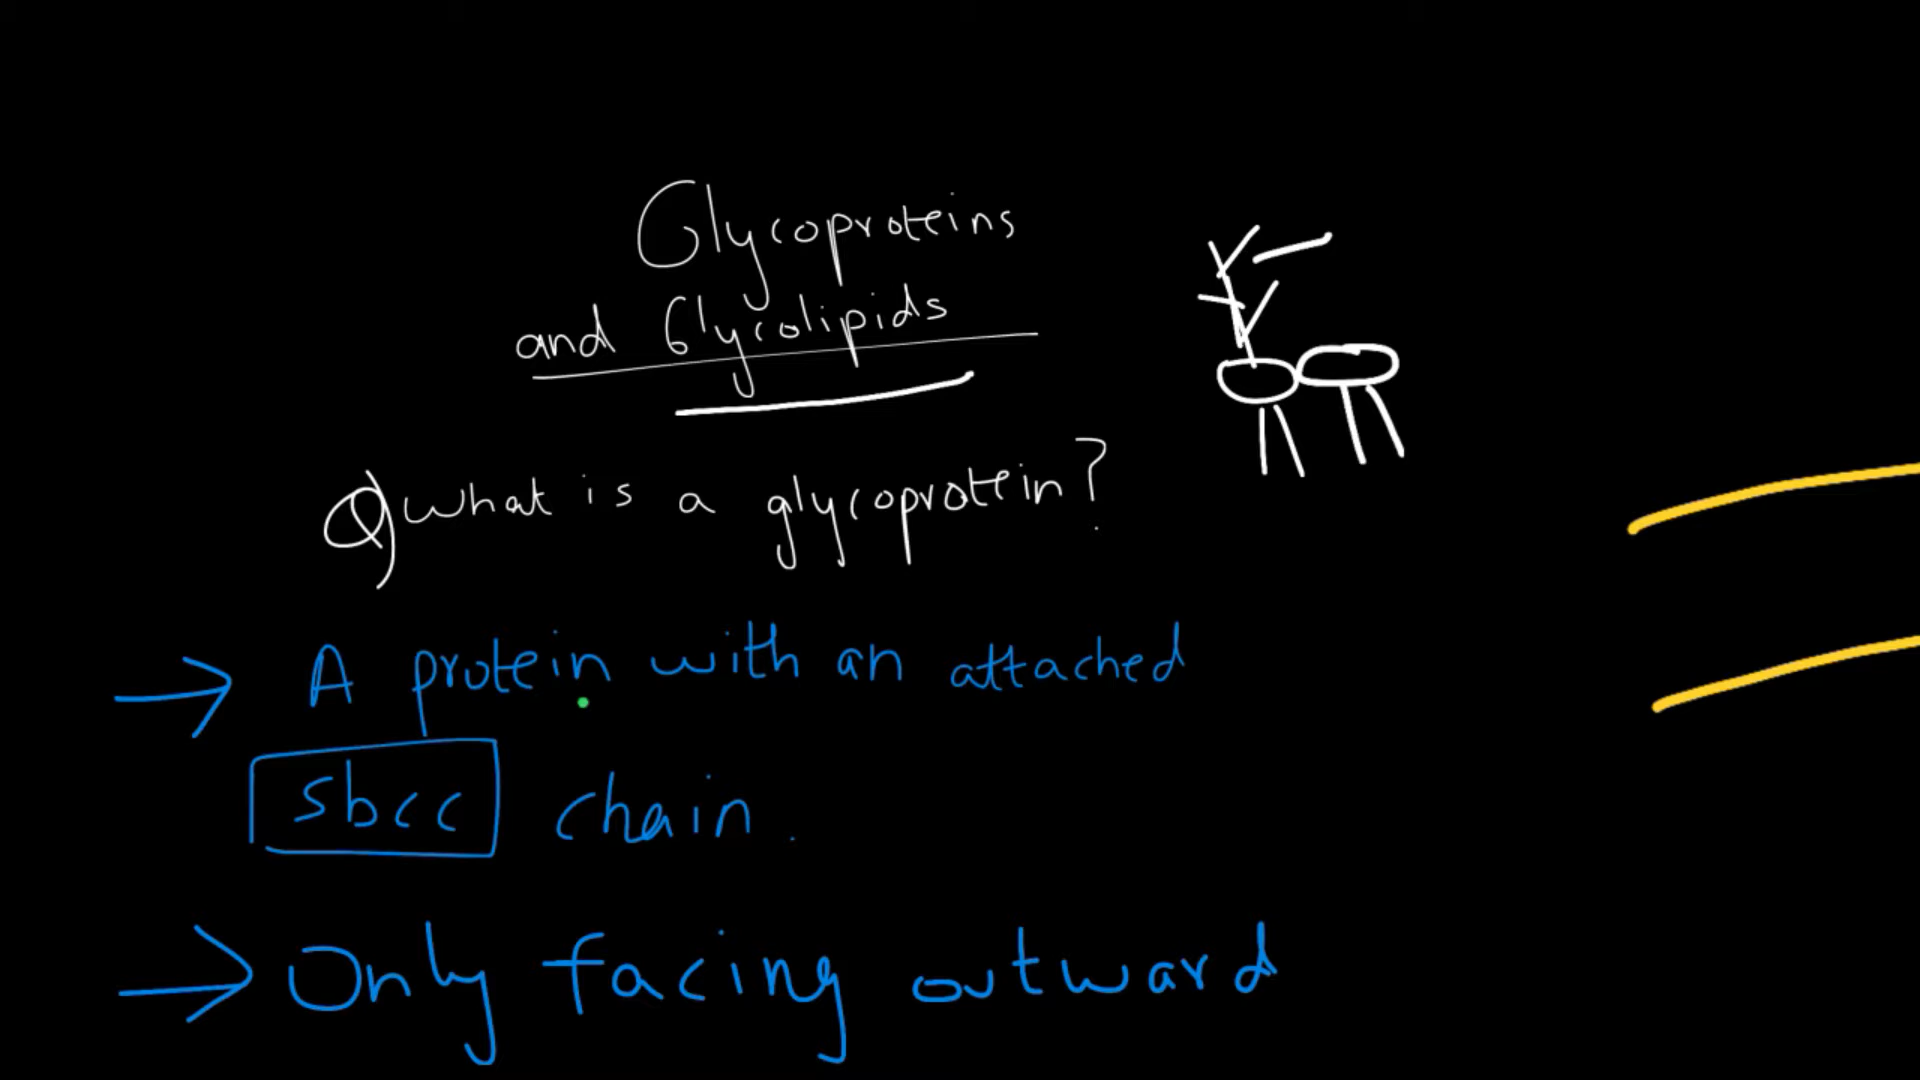 Glycoproteins
and Glycolipids
Q) What is a glycoprotein?
→ A protein with an attached
sbcc chain.
→ Only facing outward